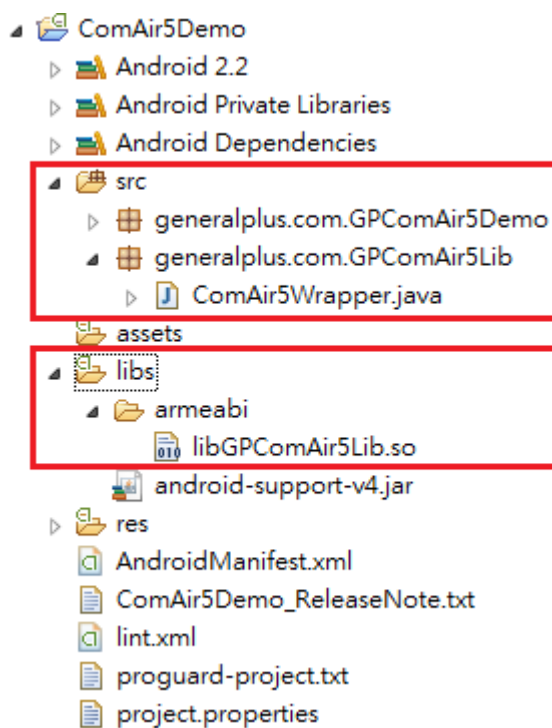 ComAir5Demo
Android 2.2
Android Private Libraries
Android Dependencies
src
generalplus.com.GPComAir5Demo
generalplus.com.GPComAir5Lib
ComAir5Wrapper.java
assets
libs
armeabi
libGPComAir5Lib.so
android-support-v4.jar
res
AndroidManifest.xml
ComAir5Demo_ReleaseNote.txt
lint.xml
proguard-project.txt
project.properties